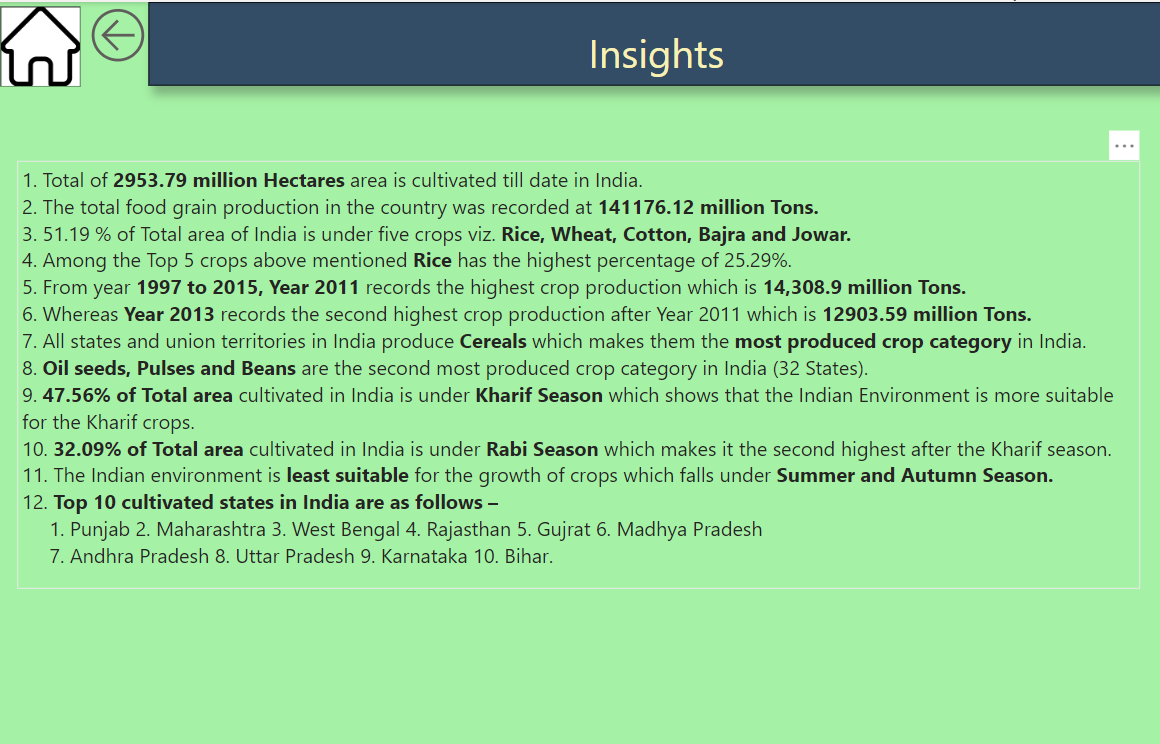 Insights
...
1. Total of 2953.79 million Hectares area is cultivated till date in India.
2. The total food grain production in the country was recorded at 141176.12 million Tons.
3. 51.19 % of Total area of India is under five crops viz. Rice, Wheat, Cotton, Bajra and Jowar.
4. Among the Top 5 crops above mentioned Rice has the highest percentage of 25.29%.
5. From year 1997 to 2015, Year 2011 records the highest crop production which is 14,308.9 million Tons.
6. Whereas Year 2013 records the second highest crop production after Year 2011 which is 12903.59 million Tons.
7. All states and union territories in India produce Cereals which makes them the most produced crop category in India.
8. Oil seeds, Pulses and Beans are the second most produced crop category in India (32 States).
9. 47.56% of Total area cultivated in India is under Kharif Season which shows that the Indian Environment is more suitable
for the Kharif crops.
10. 32.09% of Total area cultivated in India is under Rabi Season which makes it the second highest after the Kharif season.
11. The Indian environment is least suitable for the growth of crops which falls under Summer and Autumn Season.
12. Top 10 cultivated states in India are as follows –
1. Punjab 2. Maharashtra 3. West Bengal 4. Rajasthan 5. Gujrat 6. Madhya Pradesh
7. Andhra Pradesh 8. Uttar Pradesh 9. Karnataka 10. Bihar.